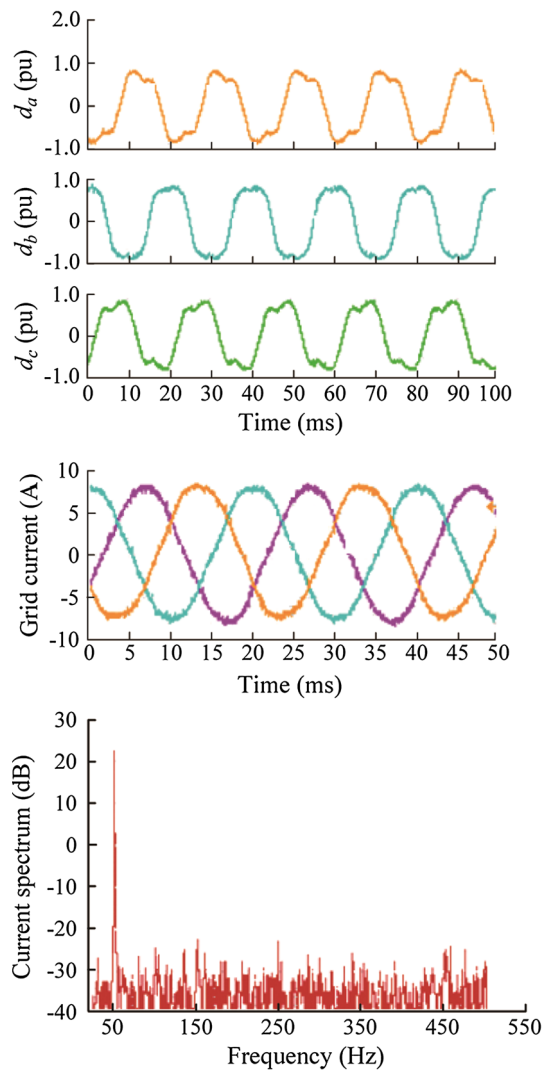 2.0
1.0
0
-1.0
d_a (pu)
1.0
0
-1.0
d_b (pu)
1.0
0
-1.0
d_c (pu)
0 10 20 30 40 50 60 70 80 90 100
Time (ms)
10
5
0
-5
-10
Grid current (A)
0 5 10 15 20 25 30 35 40 45 50
Time (ms)
30
20
10
0
-10
-20
-30
-40
Current spectrum (dB)
50 150 250 350 450 550
Frequency (Hz)